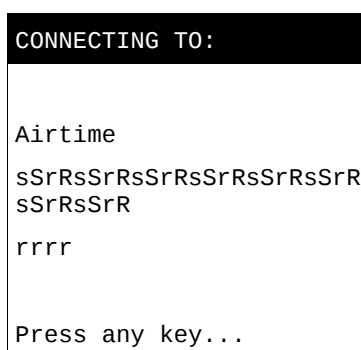 CONNECTING TO:
Airtime
sSrRsSrRsSrRsSrRsSrRsSrR
sSrRsSrR
rrrr
Press any key...